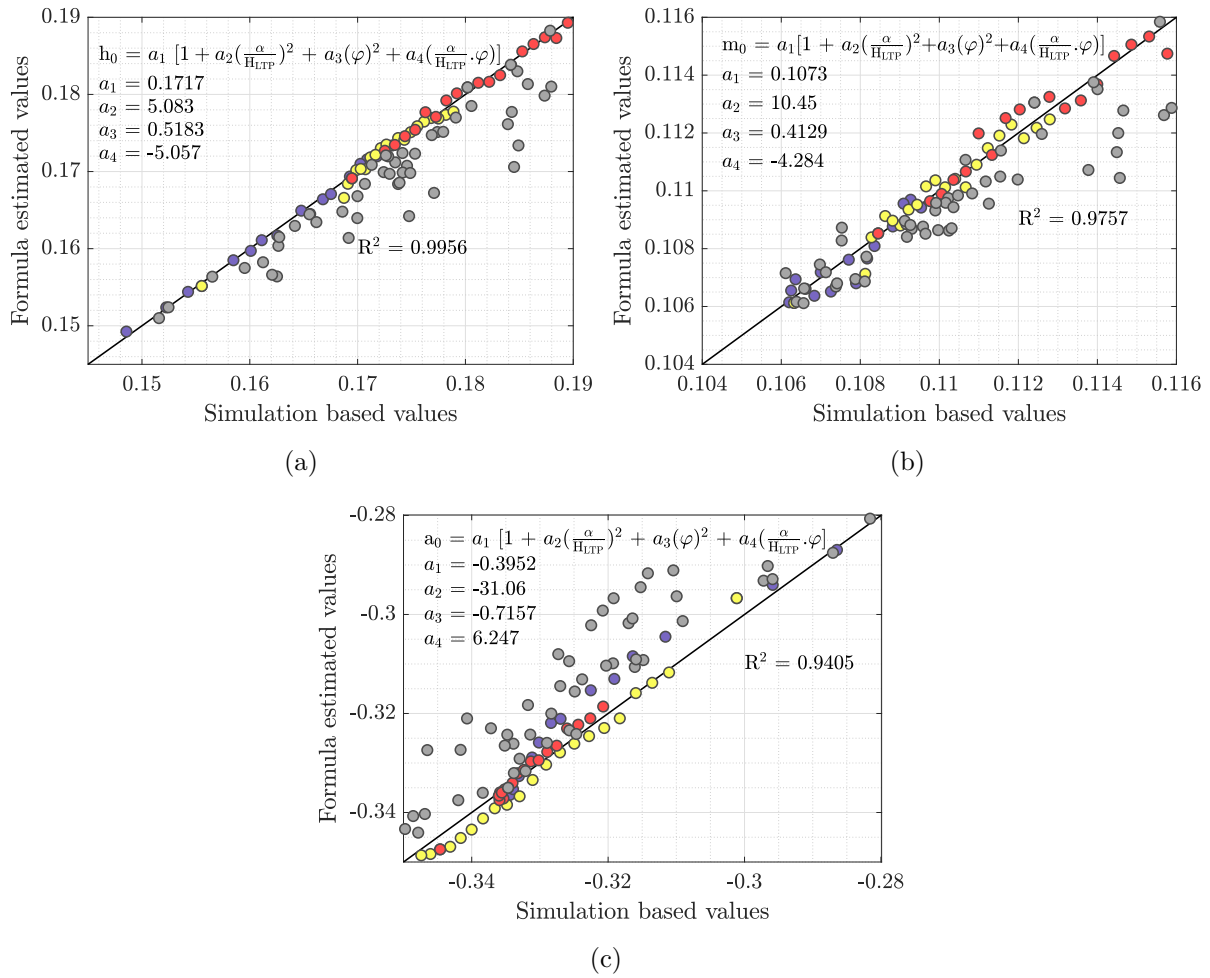 0.19
0.18
0.17
0.16
0.15
Formula estimated values
h₀ = a₁ [1 + a₂(α/H_LTP)² + a₃(φ)² + a₄(α/H_LTP.φ)]
a₁ = 0.1717
a₂ = 5.083
a₃ = 0.5183
a₄ = -5.057
R² = 0.9956
0.15 0.16 0.17 0.18 0.19
Simulation based values
(a)
0.116
0.114
0.112
0.11
0.108
0.106
0.104
Formula estimated values
m₀ = a₁[1 + a₂(α/H_LTP)²+a₃(φ)²+a₄(α/H_LTP.φ)]
a₁ = 0.1073
a₂ = 10.45
a₃ = 0.4129
a₄ = -4.284
R² = 0.9757
0.104 0.106 0.108 0.11 0.112 0.114 0.116
Simulation based values
(b)
-0.28
-0.3
-0.32
-0.34
Formula estimated values
a₀ = a₁ [1 + a₂(α/H_LTP)² + a₃(φ)² + a₄(α/H_LTP.φ]
a₁ = -0.3952
a₂ = -31.06
a₃ = -0.7157
a₄ = 6.247
R² = 0.9405
-0.34 -0.32 -0.3 -0.28
Simulation based values
(c)